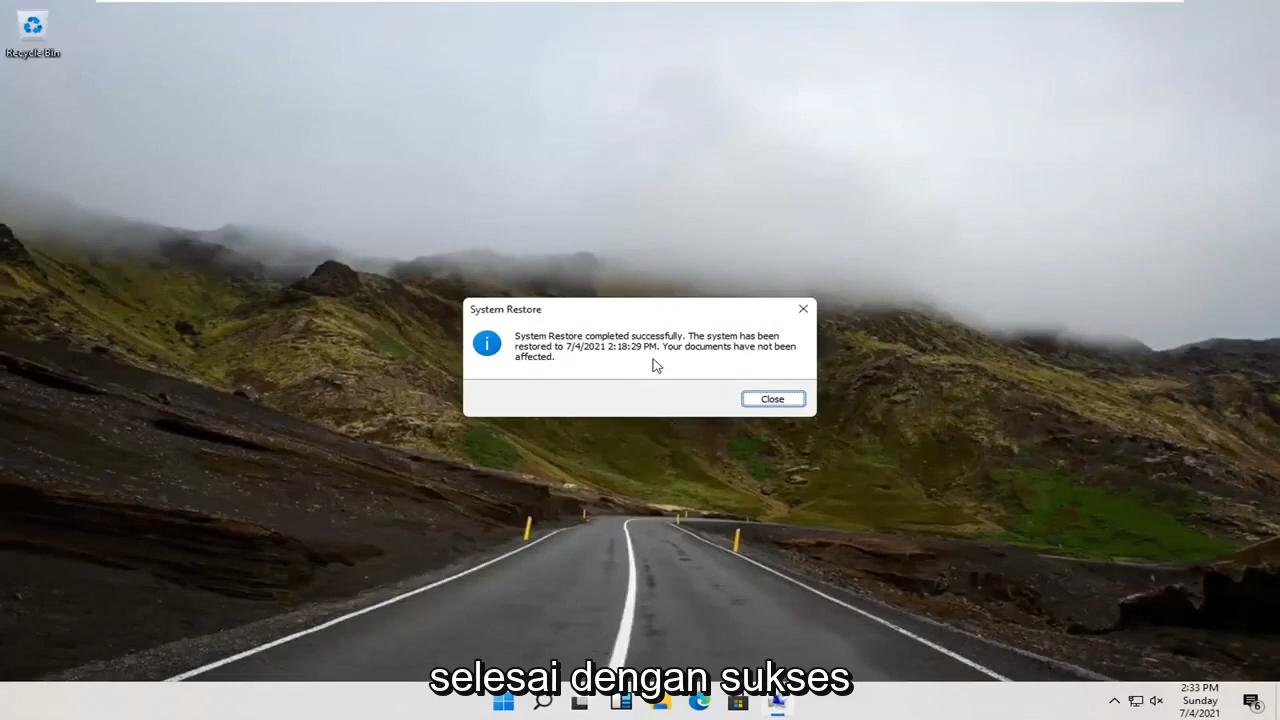 Recycle Bin
System Restore
System Restore completed successfully. The system has been
restored to 7/4/2021 2:18:29 PM. Your documents have not been
affected.
Close
selesai dengan sukses
2:33 PM
Sunday
7/4/2021
6